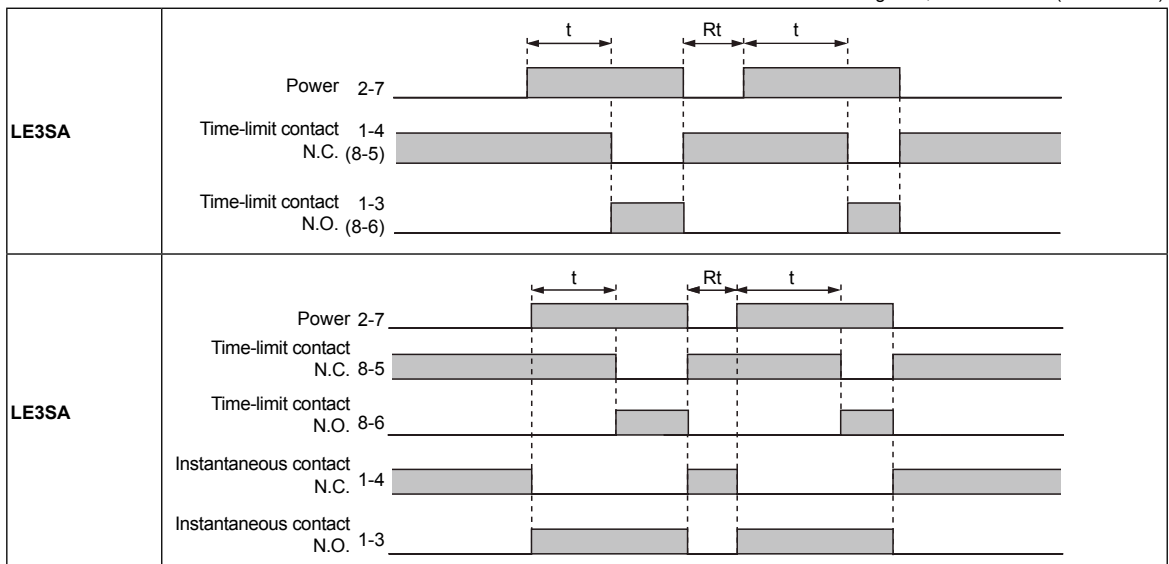 t Rt t
Power 2-7
LE3SA
Time-limit contact 1-4
N.C. (8-5)
Time-limit contact 1-3
N.O. (8-6)
t Rt t
Power 2-7
Time-limit contact
N.C. 8-5
LE3SA
Time-limit contact
N.O. 8-6
Instantaneous contact
N.C. 1-4
Instantaneous contact
N.O. 1-3